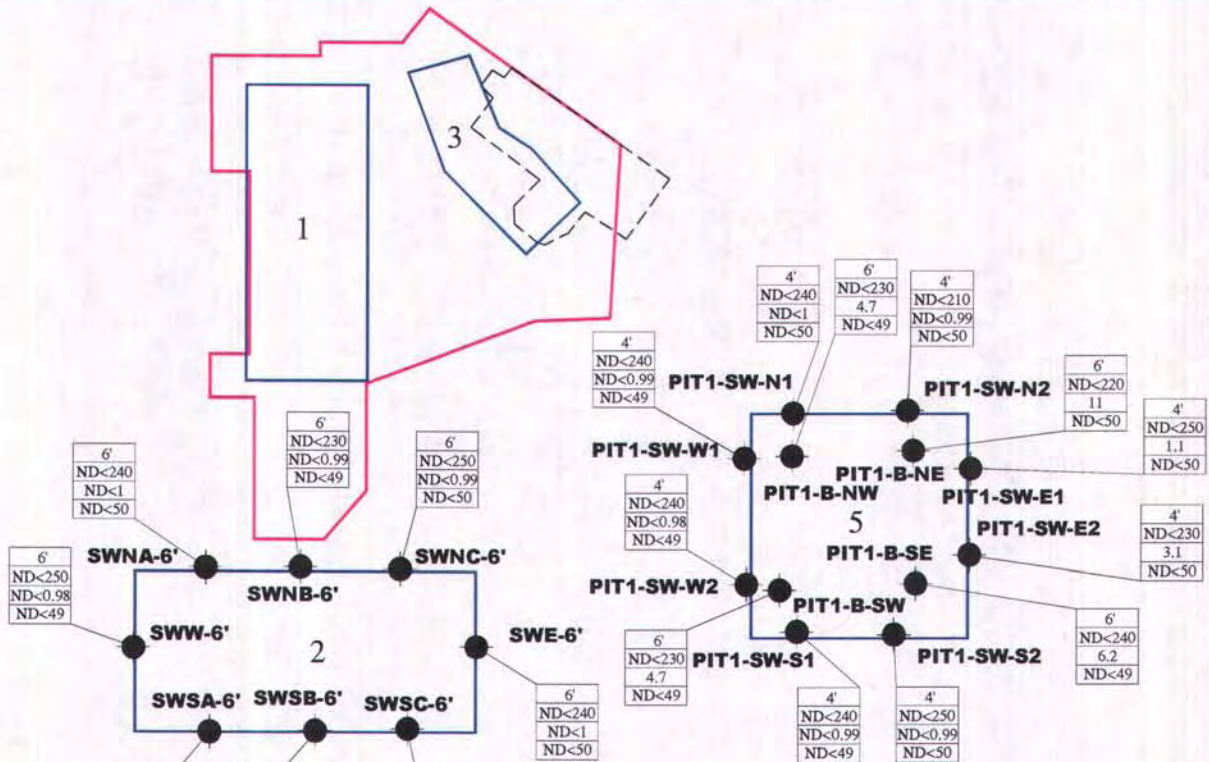 3
1
4'
ND<240
ND<1
ND<50
6'
ND<230
4.7
ND<49
4'
ND<210
ND<0.99
ND<50
4'
ND<240
ND<0.99
ND<49
PIT1-SW-N1
PIT1-SW-N2
6'
ND<220
11
ND<50
4'
ND<250
1.1
ND<50
PIT1-SW-W1
PIT1-B-NE
PIT1-B-NW
PIT1-SW-E1
6'
ND<230
ND<0.99
ND<49
6'
ND<250
ND<0.99
ND<50
6'
ND<240
ND<1
ND<50
4'
ND<240
ND<0.98
ND<49
5
PIT1-SW-E2
4'
ND<230
3.1
ND<50
6'
ND<250
ND<0.98
ND<49
SWNA-6'
SWNB-6'
SWNC-6'
PIT1-SW-W2
PIT1-B-SE
PIT1-B-SW
SWW-6'
2
SWE-6'
6'
ND<230
4.7
ND<49
PIT1-SW-S1
PIT1-SW-S2
6'
ND<240
6.2
ND<49
SWSA-6'
SWSB-6'
SWSC-6'
6'
ND<240
ND<1
ND<50
4'
ND<240
ND<0.99
ND<49
4'
ND<250
ND<0.99
ND<50